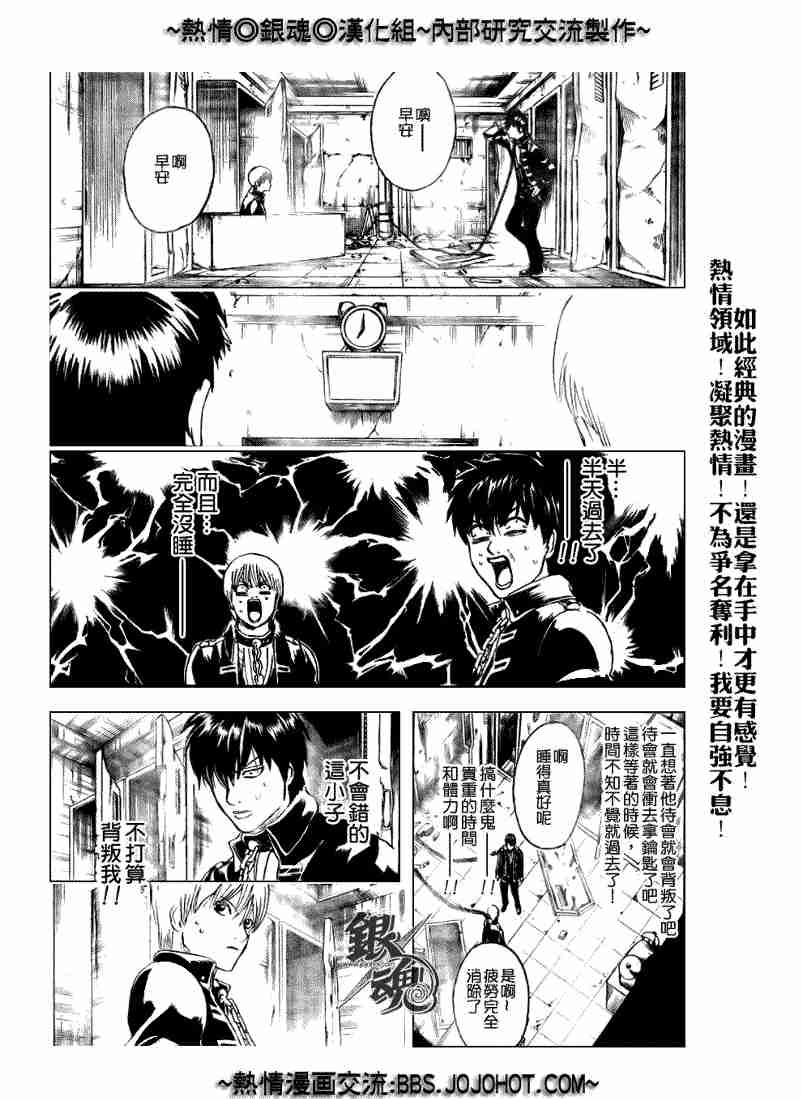 ~熱情◎銀魂◎漢化組~內部研究交流製作~
噢——
早安
啊
早安
半…
半天過去了
——!!
而且…
完全沒睡
——
一直想著他待會就會背叛了吧
待會就會衝去拿鑰匙了吧
這樣等著的時候，
時間不知不覺就過去了！
啊
睡得真好呢
搞什麼鬼——!!
貴重的時間
和體力啊——!!
是啊~
疲勞完全
消除了
不會錯的
這小子
不打算
背叛我!!
銀魂
如此經典的漫畫！還是拿在手中才更有感覺！
熱情領域！凝聚熱情！不為爭名奪利！我要自強不息！
~熱情漫画交流:BBS.JOJOHOT.COM~